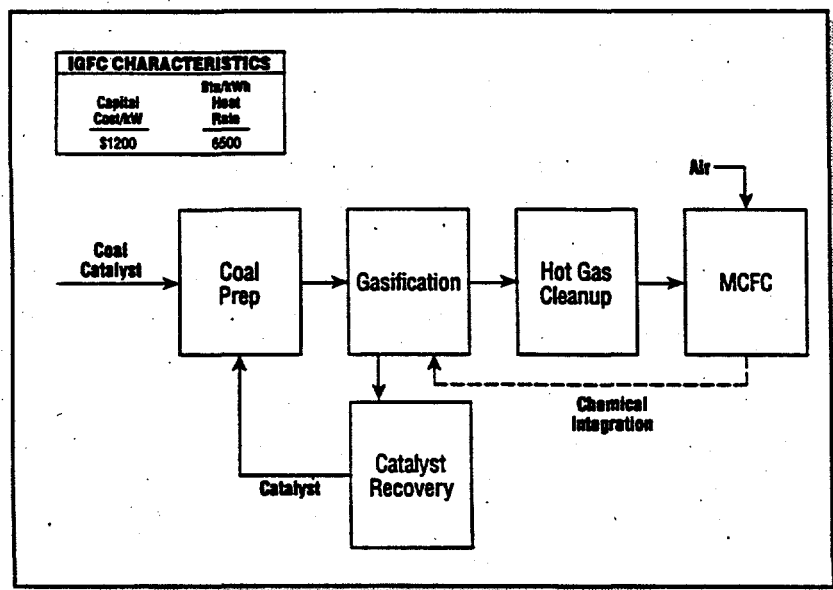 IGFC CHARACTERISTICS
Capital
Cost/kW
$1200
Btu/kWh
Heat
Rate
6500
Air
Coal
Catalyst
Coal
Prep
Gasification
Hot Gas
Cleanup
MCFC
Chemical
Integration
Catalyst
Catalyst
Recovery